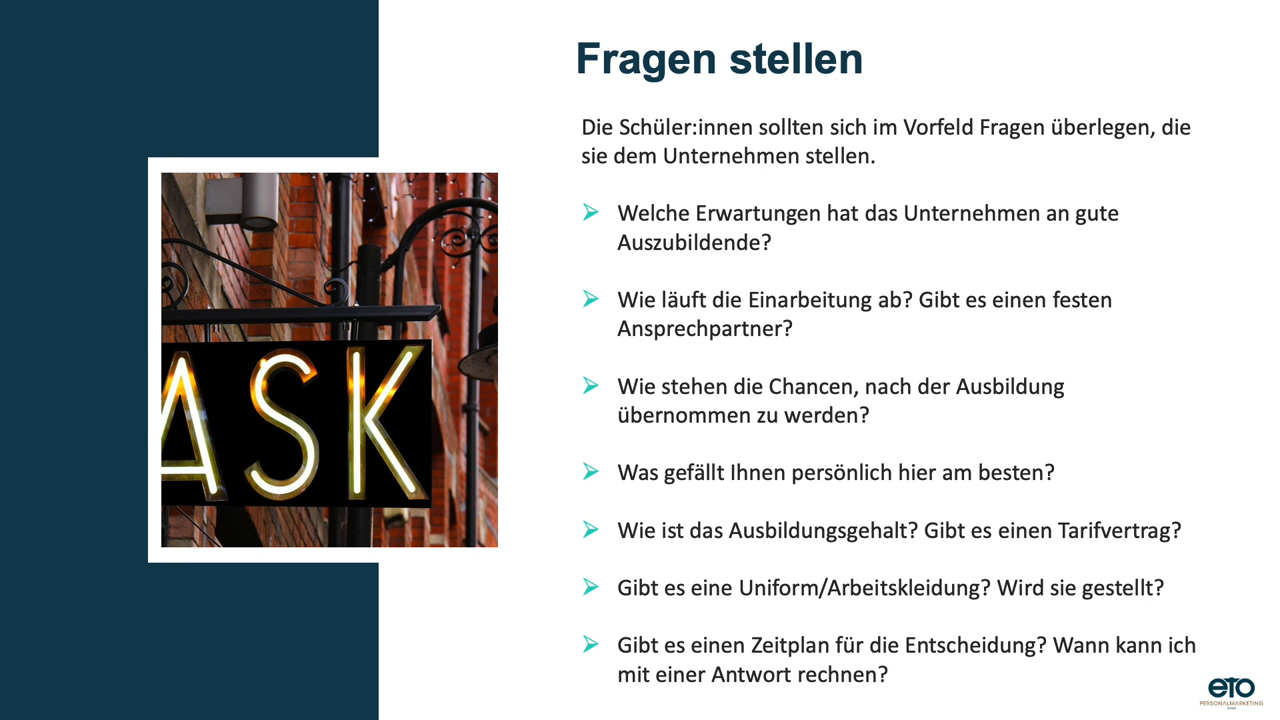 Fragen stellen
Die Schüler:innen sollten sich im Vorfeld Fragen überlegen, die
sie dem Unternehmen stellen.
Welche Erwartungen hat das Unternehmen an gute
Auszubildende?
Wie läuft die Einarbeitung ab? Gibt es einen festen
Ansprechpartner?
Wie stehen die Chancen, nach der Ausbildung
übernommen zu werden?
Was gefällt Ihnen persönlich hier am besten?
Wie ist das Ausbildungsgehalt? Gibt es einen Tarifvertrag?
Gibt es eine Uniform/Arbeitskleidung? Wird sie gestellt?
Gibt es einen Zeitplan für die Entscheidung? Wann kann ich
mit einer Antwort rechnen?
ASK
eTO
PERSONALMARKETING